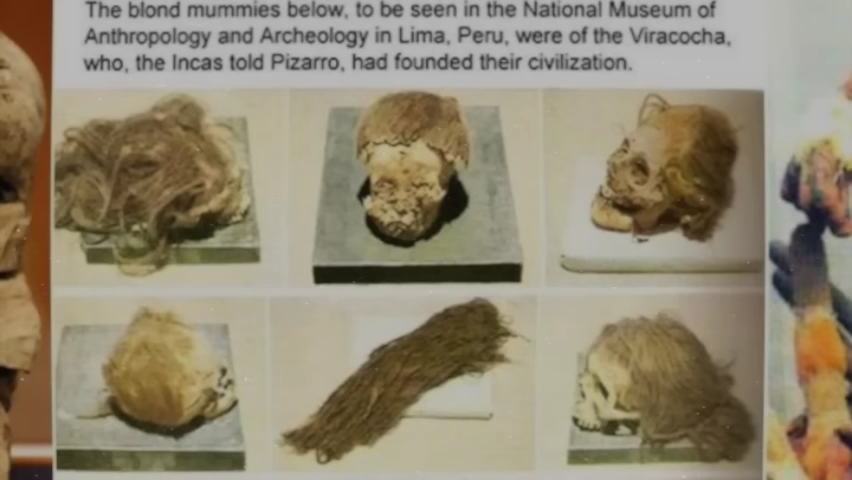 The blond mummies below, to be seen in the National Museum of
Anthropology and Archeology in Lima, Peru, were of the Viracocha,
who, the Incas told Pizarro, had founded their civilization.